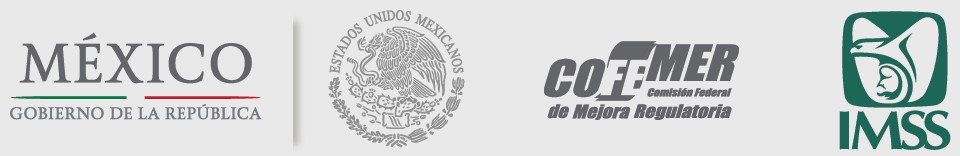 MÉXICO
GOBIERNO DE LA REPÚBLICA
ESTADOS UNIDOS MEXICANOS
COFEMER
Comisión Federal
de Mejora Regulatoria
IMSS